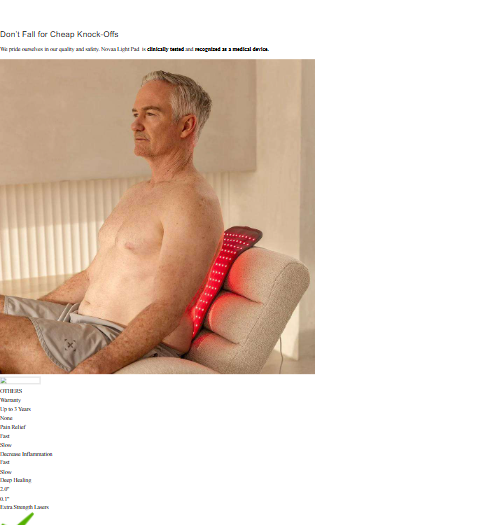 Don't Fall for Cheap Knock-Offs
We pride ourselves in our quality and safety. Novaa Light Pad is clinically tested and recognized as a medical device.
OTHERS
Warranty
Up to 3 Years
None
Pain Relief
Fast
Slow
Decrease Inflammation
Fast
Slow
Deep Healing
2.0"
0.1"
Extra Strength Lasers